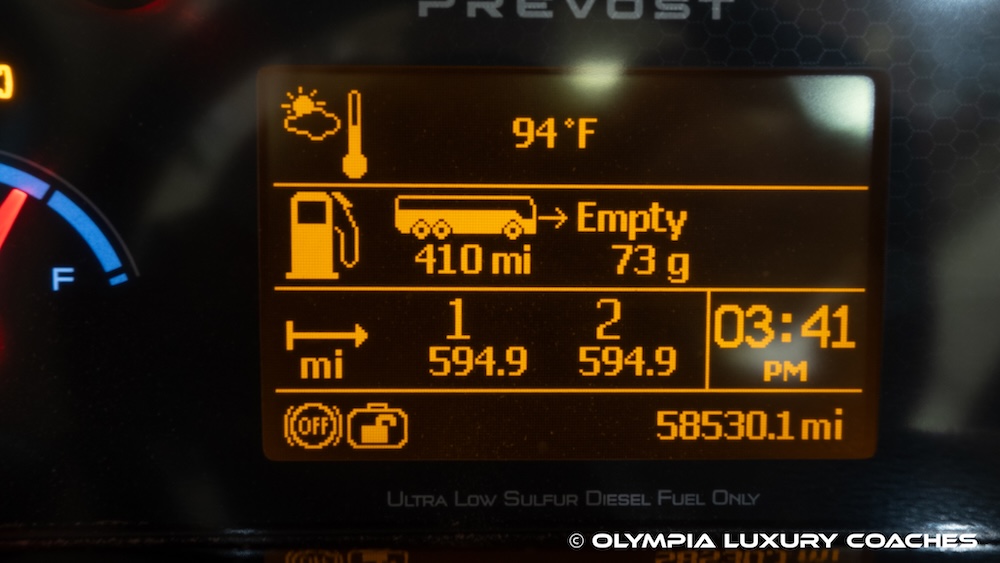 PREVOST
94°F
Empty
410 mi 73 g
1 2
mi 594.9 594.9
03:41
PM
F
OFF
58530.1 mi
ULTRA LOW SULFUR DIESEL FUEL ONLY
© OLYMPIA LUXURY COACHES